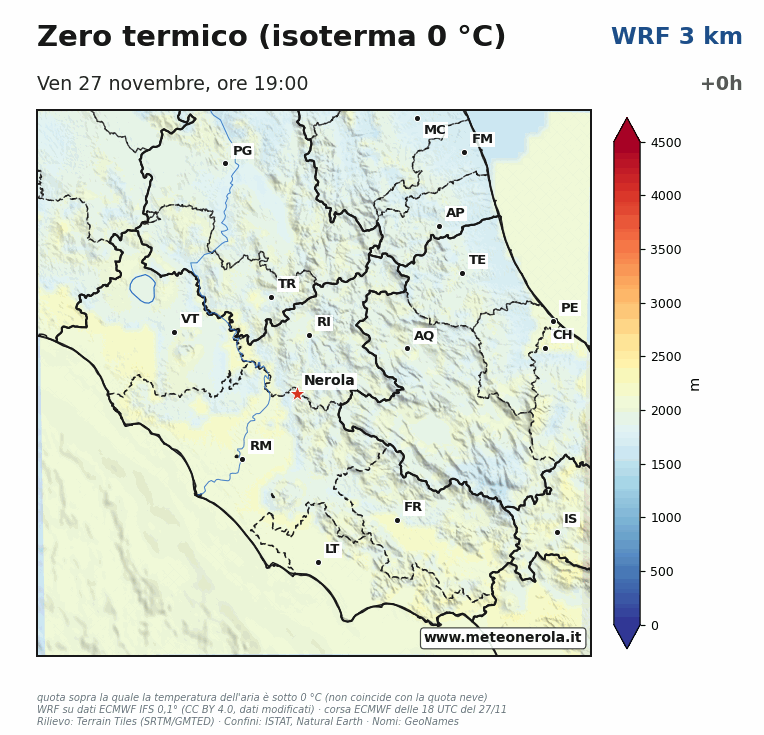 Zero termico (isoterma 0 °C)
WRF 3 km
Ven 27 novembre, ore 19:00
+0h
MC
FM
PG
AP
TE
TR
PE
VT
RI
AQ
CH
Nerola
RM
FR
IS
LT
www.meteonerola.it
4500
4000
3500
3000
2500
2000
1500
1000
500
0
m
quota sopra la quale la temperatura dell'aria è sotto 0 °C (non coincide con la quota neve)
WRF su dati ECMWF IFS 0,1° (CC BY 4.0, dati modificati) · corsa ECMWF delle 18 UTC del 27/11
Rilievo: Terrain Tiles (SRTM/GMTED) · Confini: ISTAT, Natural Earth · Nomi: GeoNames